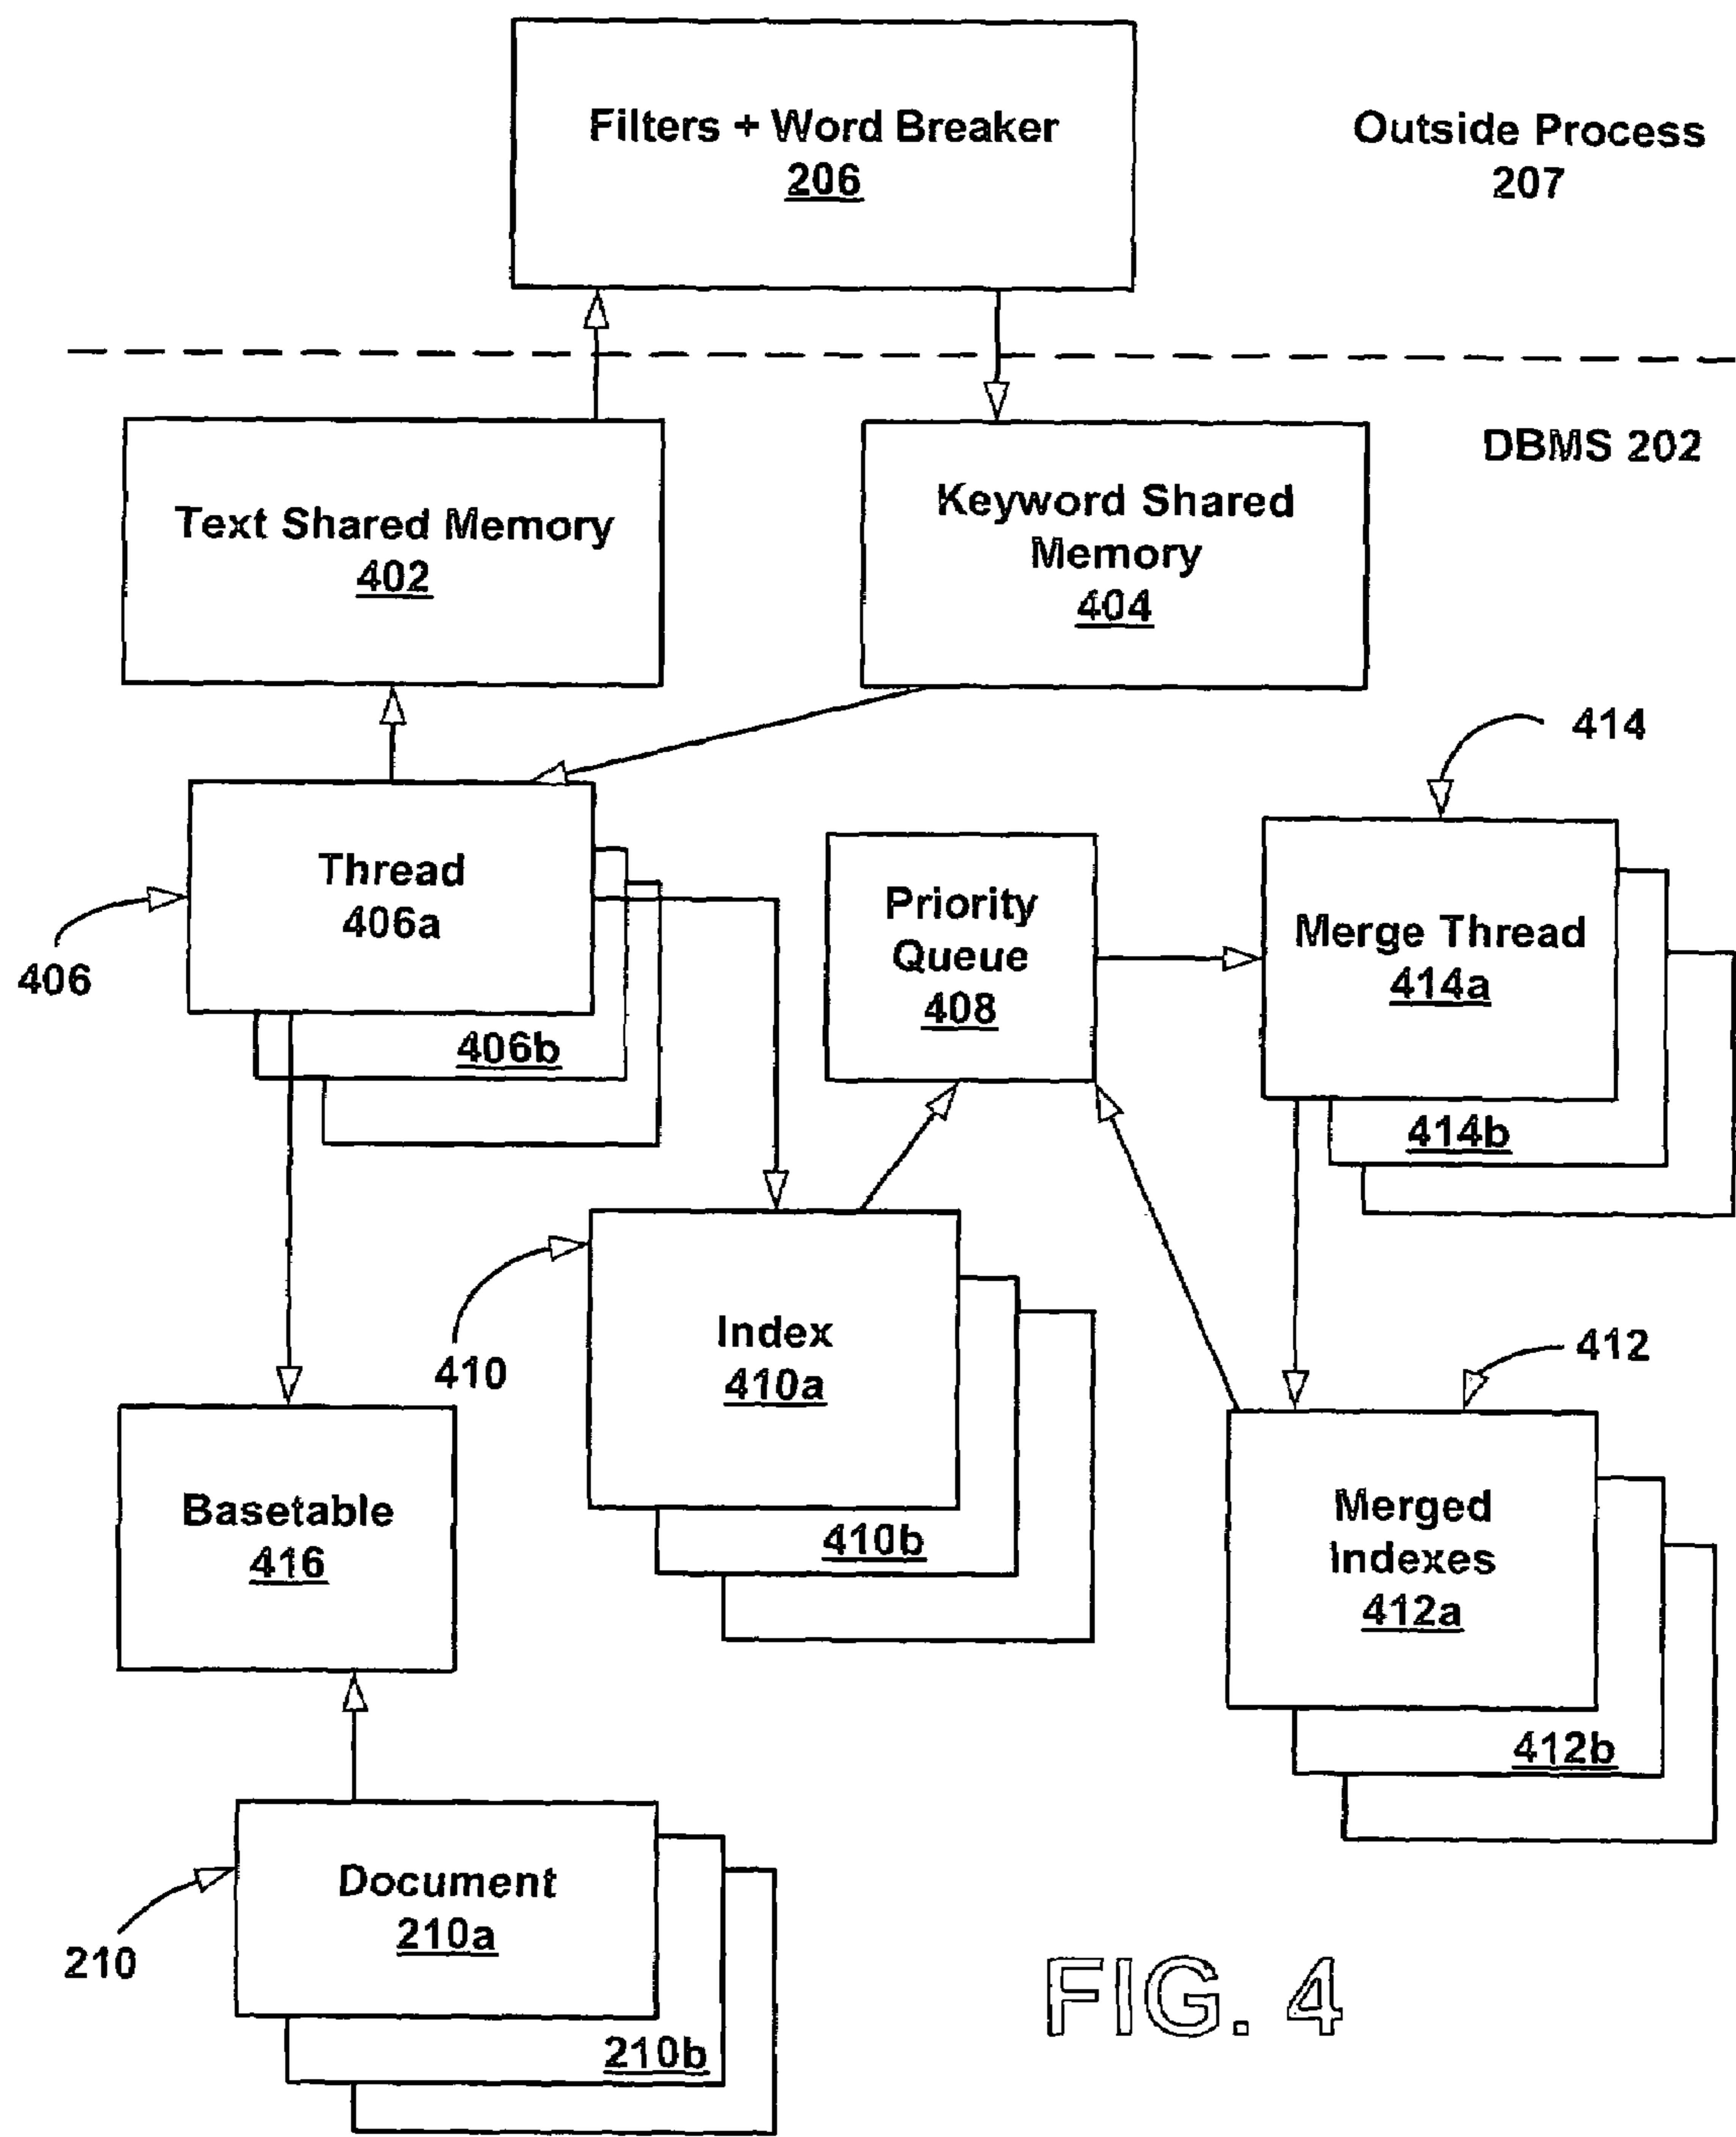 Filters + Word Breaker
206
Outside Process
207
DBMS 202
Text Shared Memory
402
Keyword Shared
Memory
404
414
Thread
406a
406
406b
Priority
Queue
408
Merge Thread
414a
414b
410
Index
410a
410b
412
Merged
Indexes
412a
412b
Basetable
416
Document
210a
210
210b
FIG. 4